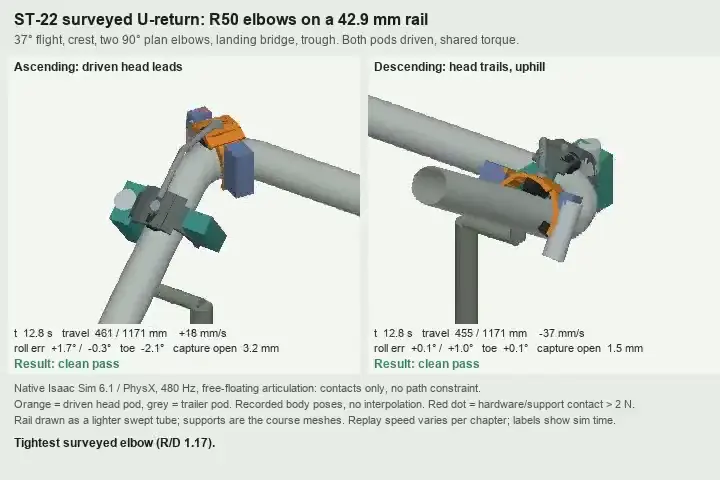 ST-22 surveyed U-return: R50 elbows on a 42.9 mm rail
37° flight, crest, two 90° plan elbows, landing bridge, trough. Both pods driven, shared torque.
Ascending: driven head leads
t 12.8 s travel 461 / 1171 mm +18 mm/s
roll err +1.7° / -0.3° toe -2.1° capture open 3.2 mm
Result: clean pass
Descending: head trails, uphill
t 12.8 s travel 455 / 1171 mm -37 mm/s
roll err +0.1° / +1.0° toe +0.1° capture open 1.5 mm
Result: clean pass
Native Isaac Sim 6.1 / PhysX, 480 Hz, free-floating articulation: contacts only, no path constraint.
Orange = driven head pod, grey = trailer pod. Recorded body poses, no interpolation. Red dot = hardware/support contact > 2 N.
Rail drawn as a lighter swept tube; supports are the course meshes. Replay speed varies per chapter; labels show sim time.
Tightest surveyed elbow (R/D 1.17).